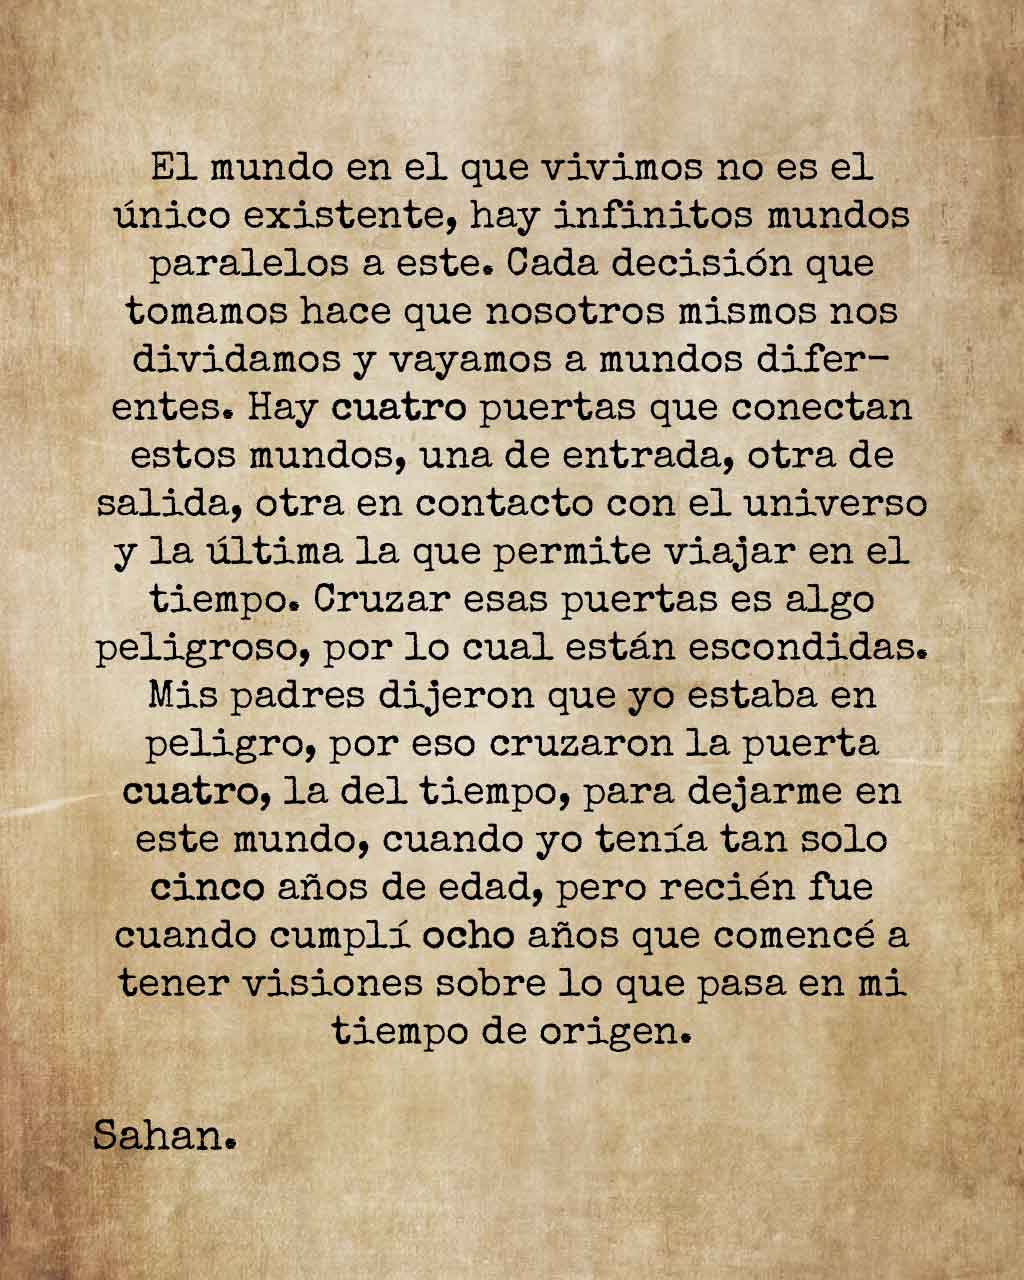 El mundo en el que vivimos no es el
único existente, hay infinitos mundos
paralelos a este. Cada decisión que
tomamos hace que nosotros mismos nos
dividamos y vayamos a mundos difer-
entes. Hay cuatro puertas que conectan
estos mundos, una de entrada, otra de
salida, otra en contacto con el universo
y la última la que permite viajar en el
tiempo. Cruzar esas puertas es algo
peligroso, por lo cual están escondidas.
Mis padres dijeron que yo estaba en
peligro, por eso cruzaron la puerta
cuatro, la del tiempo, para dejarme en
este mundo, cuando yo tenía tan solo
cinco años de edad, pero recién fue
cuando cumplí ocho años que comencé a
tener visiones sobre lo que pasa en mi
tiempo de origen.
Sahan.